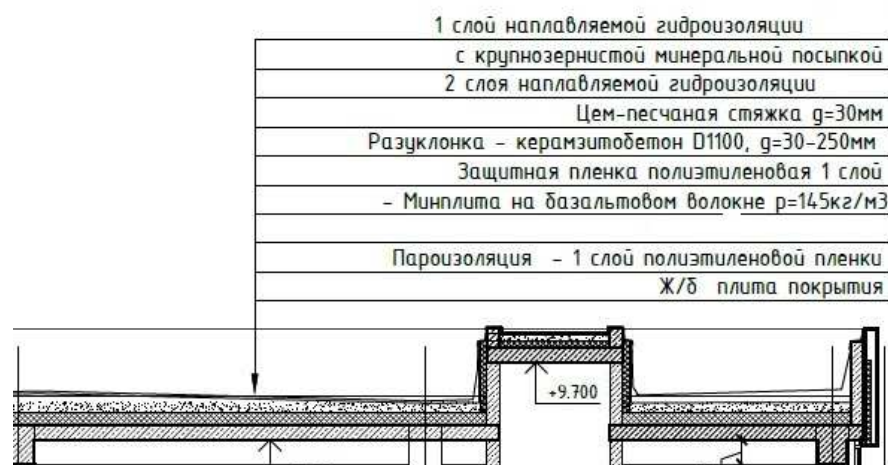 1 слой наплавляемой гидроизоляции
с крупнозернистой минеральной посыпкой
2 слоя наплавляемой гидроизоляции
Цем-песчаная стяжка g=30мм
Разуклонка - керамзитобетон D1100, g=30-250мм
Защитная пленка полиэтиленовая 1 слой
- Минплита на базальтовом волокне p=145кг/м3
Пароизоляция - 1 слой полиэтиленовой пленки
Ж/б плита покрытия
+9.700